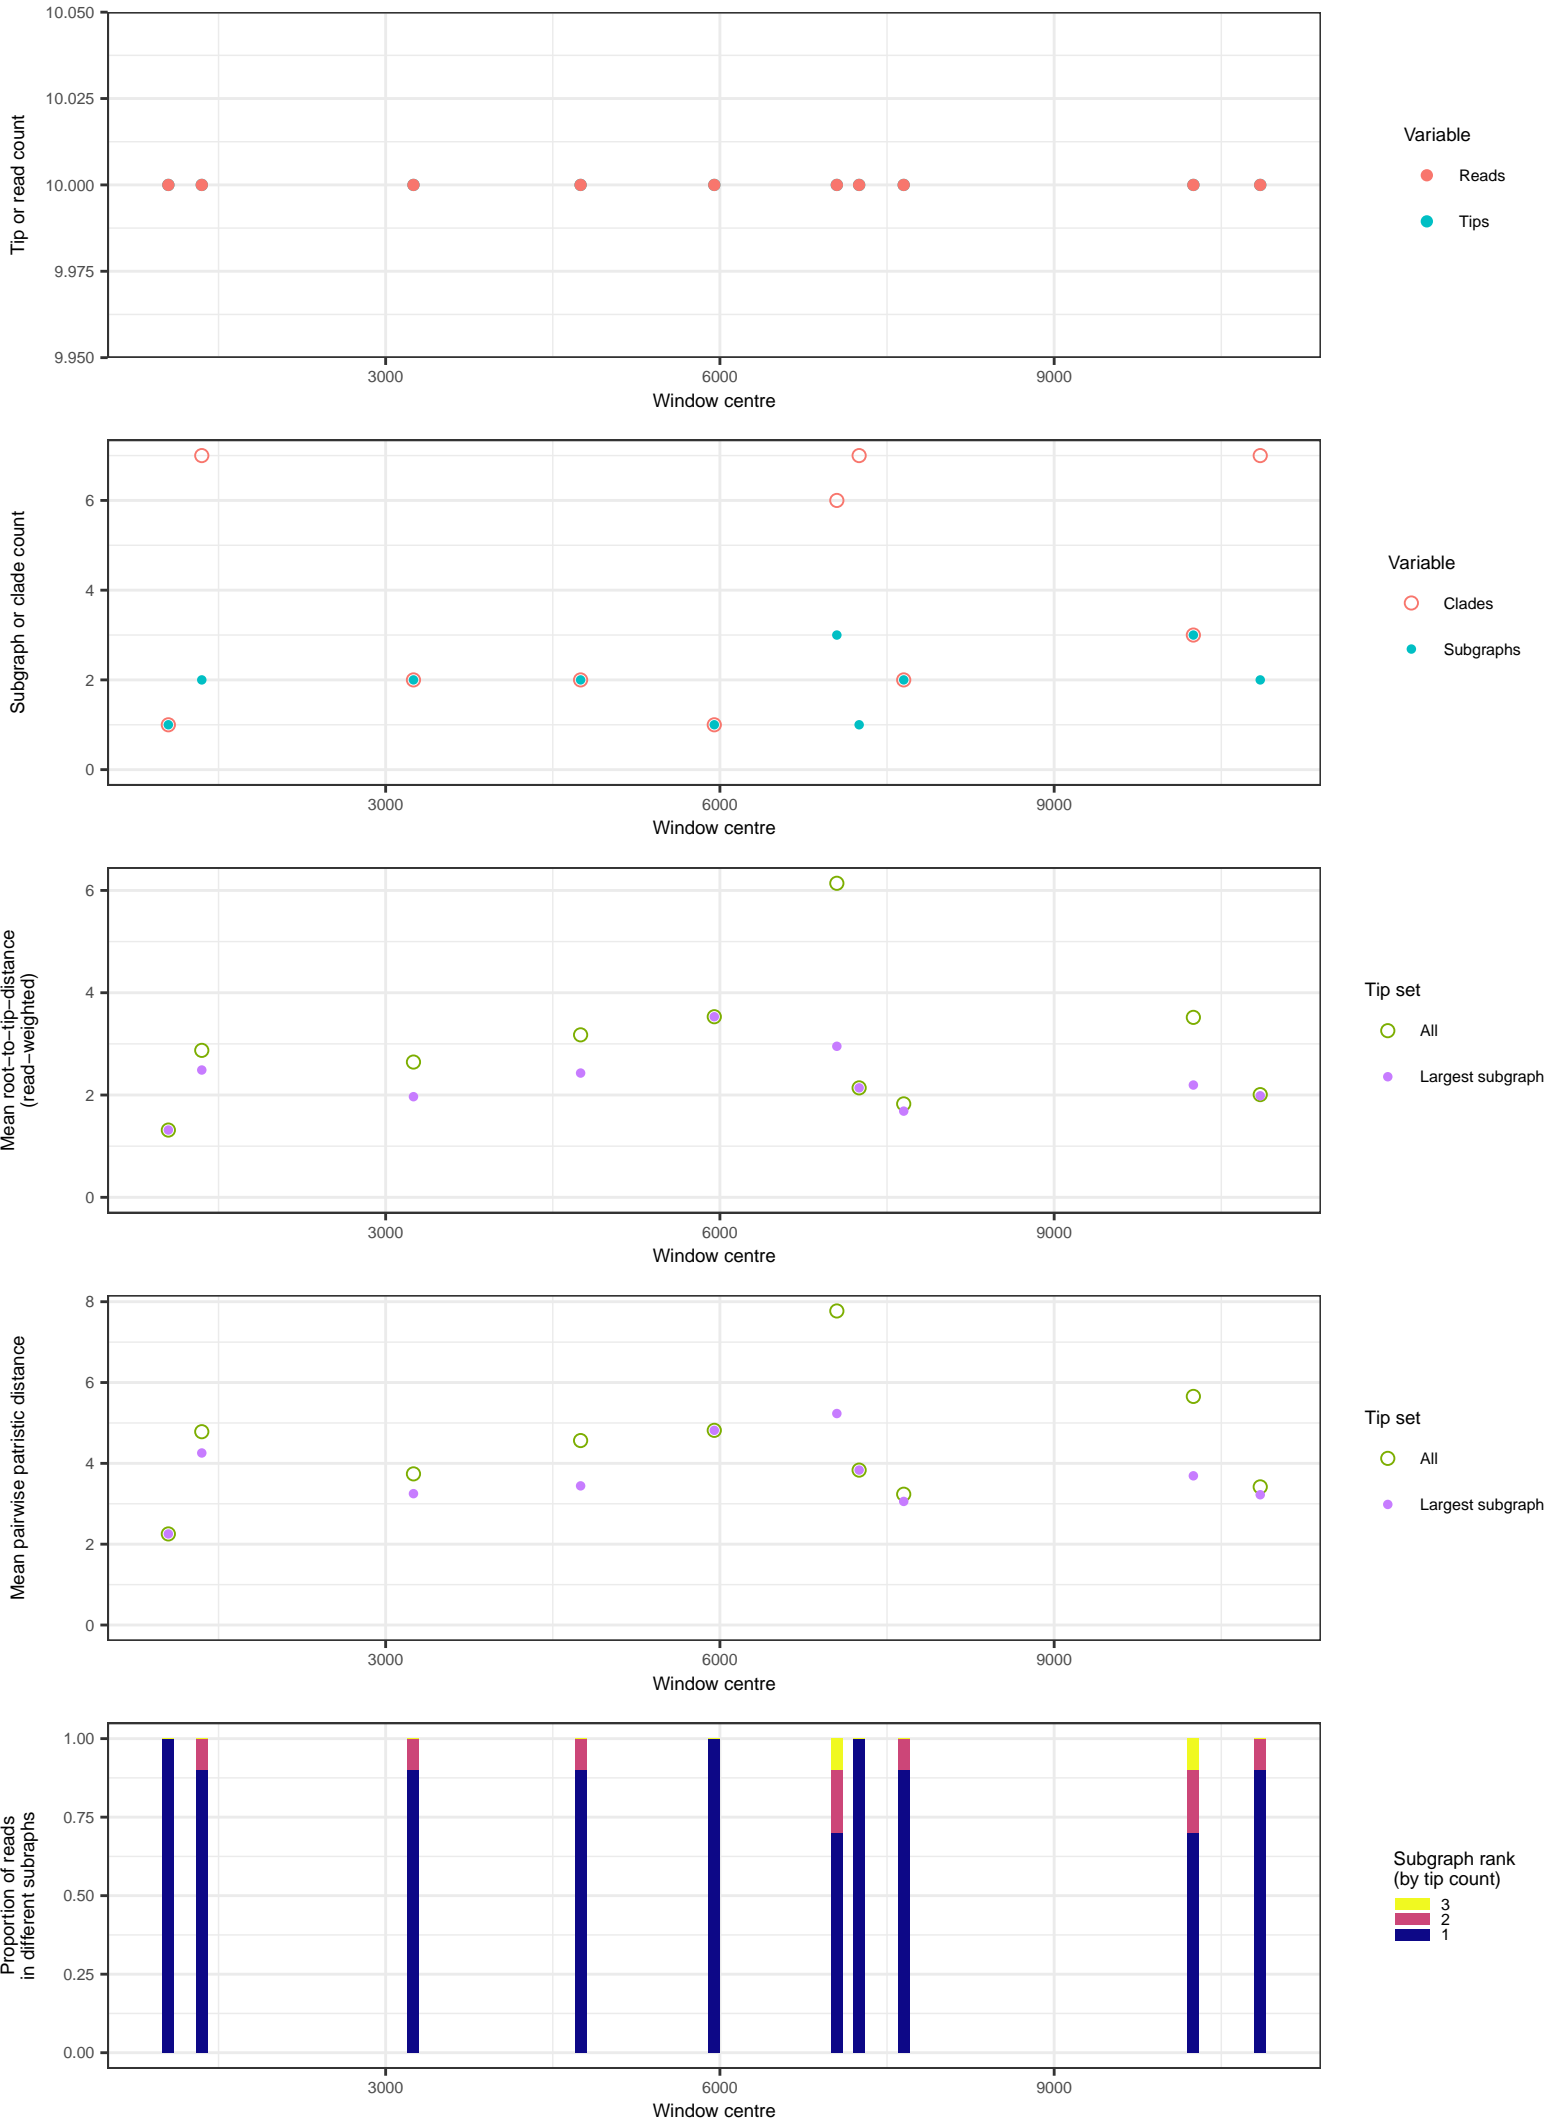 10.050
10.025
10.000
9.975
9.950
Tip or read count
3000 6000 9000
Window centre
Variable
Reads
Tips
6
4
2
0
Subgraph or clade count
3000 6000 9000
Window centre
Variable
Clades
Subgraphs
6
4
2
0
Mean root−to−tip−distance
(read−weighted)
3000 6000 9000
Window centre
Tip set
All
Largest subgraph
8
6
4
2
0
Mean pairwise patristic distance
3000 6000 9000
Window centre
Tip set
All
Largest subgraph
1.00
0.75
0.50
0.25
0.00
Proportion of reads
in different subraphs
3000 6000 9000
Window centre
Subgraph rank
(by tip count)
3
2
1